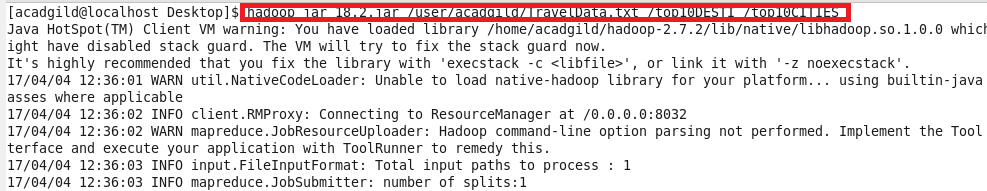 [acadgild@localhost Desktop]$ hadoop jar 18.2.jar /user/acadgild/TravelData.txt /top10DESTI /top10CITIES
Java HotSpot(TM) Client VM warning: You have loaded library /home/acadgild/hadoop-2.7.2/lib/native/libhadoop.so.1.0.0 which
ight have disabled stack guard. The VM will try to fix the stack guard now.
It's highly recommended that you fix the library with 'execstack -c <libfile>', or link it with '-z noexecstack'.
17/04/04 12:36:01 WARN util.NativeCodeLoader: Unable to load native-hadoop library for your platform... using builtin-java
asses where applicable
17/04/04 12:36:02 INFO client.RMProxy: Connecting to ResourceManager at /0.0.0.0:8032
17/04/04 12:36:02 WARN mapreduce.JobResourceUploader: Hadoop command-line option parsing not performed. Implement the Tool
terface and execute your application with ToolRunner to remedy this.
17/04/04 12:36:03 INFO input.FileInputFormat: Total input paths to process : 1
17/04/04 12:36:03 INFO mapreduce.JobSubmitter: number of splits:1